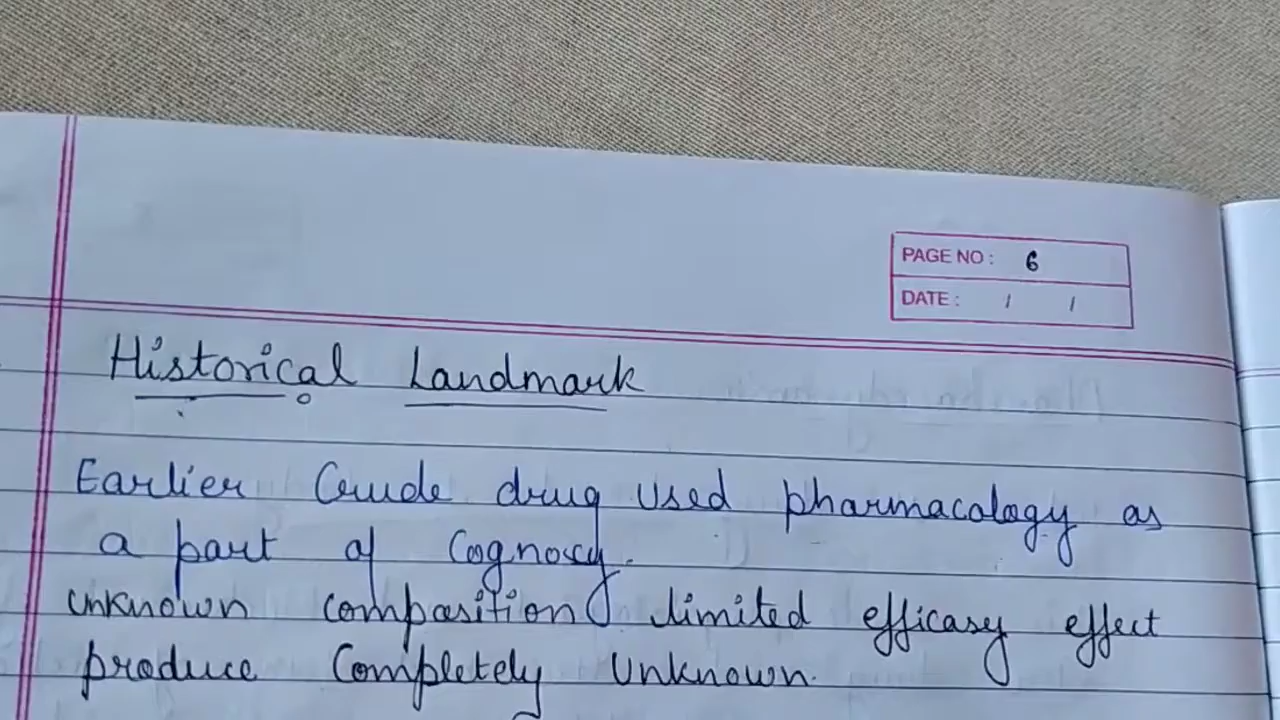 PAGE NO : 6
DATE : / /
Historical Landmark
Earlier Crude drug used pharmacology as
a part of Cognosy.
unknown composition limited efficasy effect
produce Completely Unknown.